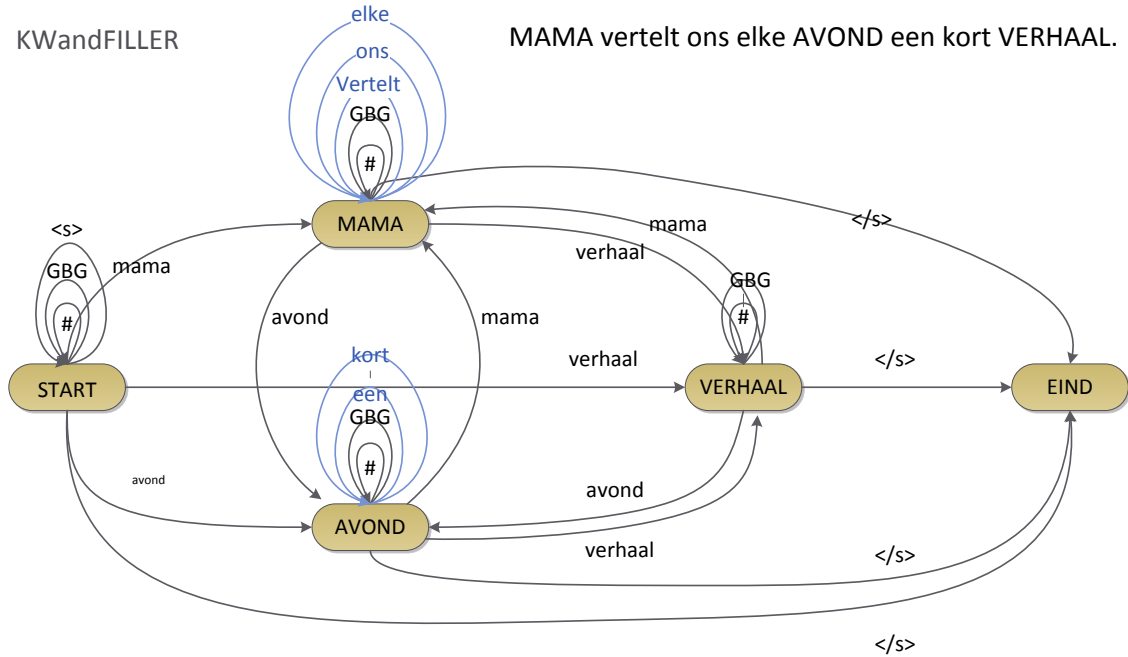 elke
KWandFILLER
MAMA vertelt ons elke AVOND een kort VERHAAL.
ons
Vertelt
GBG
#
MAMA
<s>
mama
</s>
GBG
mama
verhaal
GBG
#
#
avond
mama
kort
verhaal
</s>
START
VERHAAL
EIND
een
GBG
#
avond
avond
AVOND
verhaal
</s>
</s>